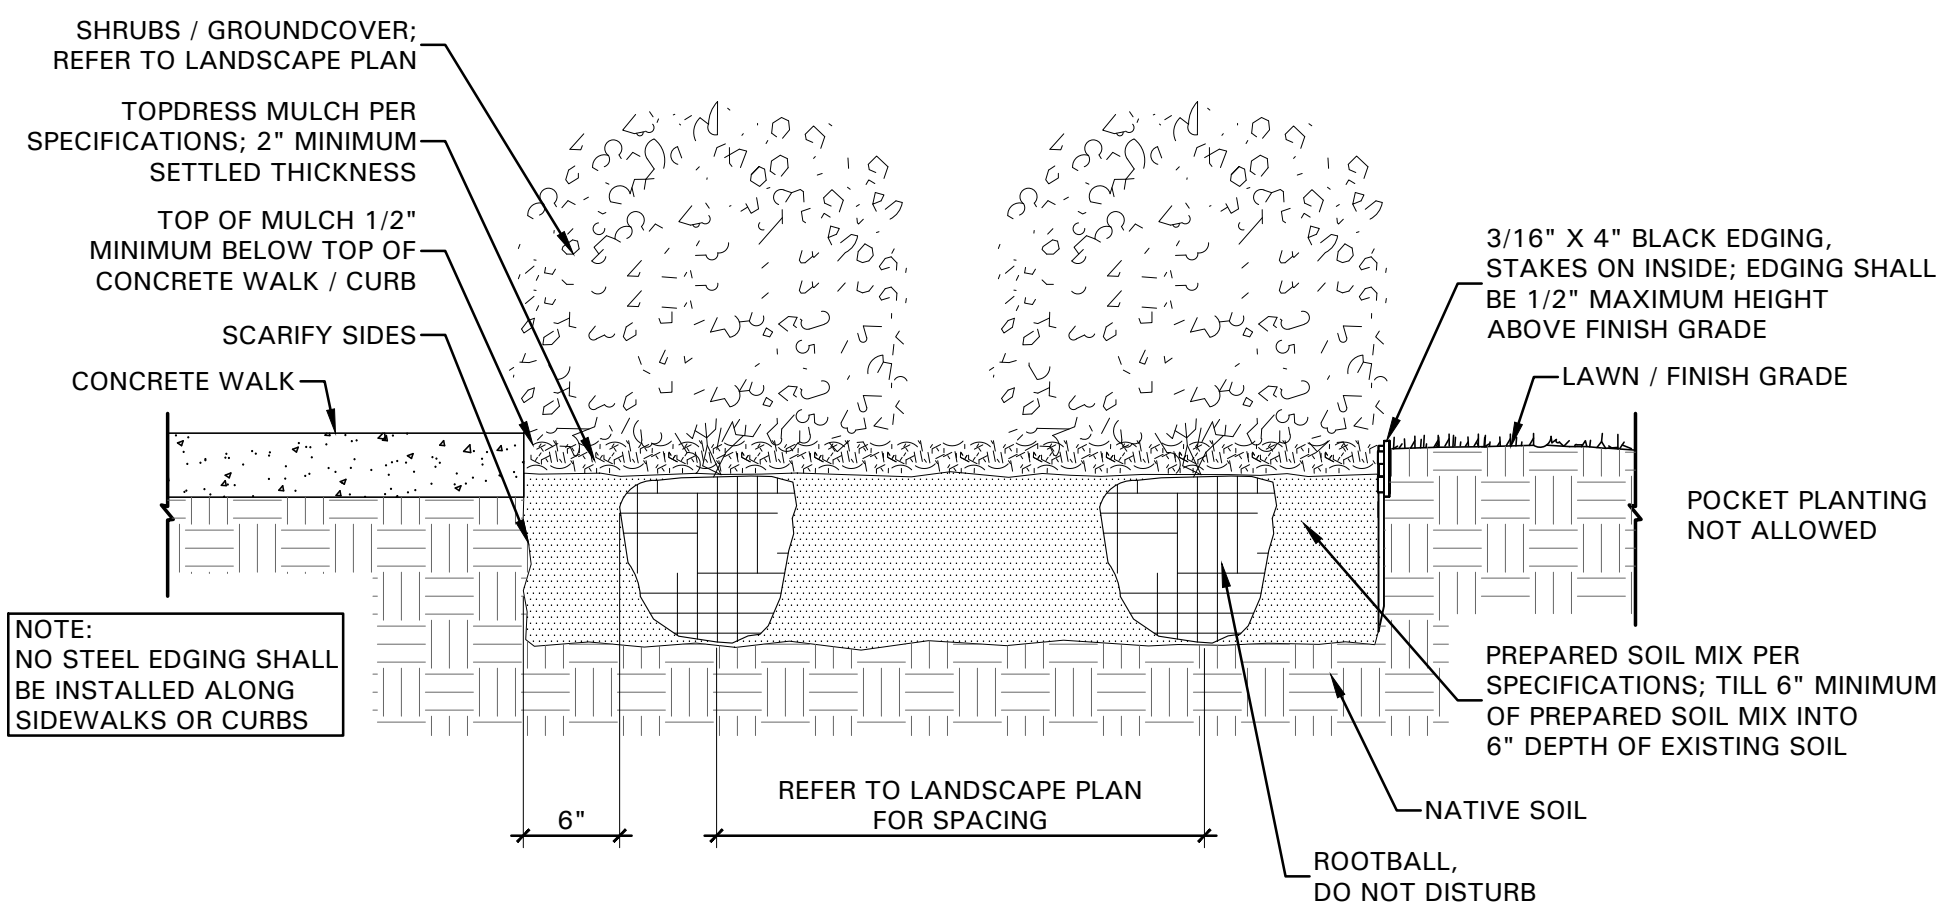 SHRUBS / GROUNDCOVER;
REFER TO LANDSCAPE PLAN
TOPDRESS MULCH PER
SPECIFICATIONS; 2" MINIMUM
SETTLED THICKNESS
TOP OF MULCH 1/2"
MINIMUM BELOW TOP OF
CONCRETE WALK / CURB
SCARIFY SIDES
CONCRETE WALK
NOTE:
NO STEEL EDGING SHALL
BE INSTALLED ALONG
SIDEWALKS OR CURBS
6"
REFER TO LANDSCAPE PLAN
FOR SPACING
3/16" X 4" BLACK EDGING,
STAKES ON INSIDE; EDGING SHALL
BE 1/2" MAXIMUM HEIGHT
ABOVE FINISH GRADE
LAWN / FINISH GRADE
POCKET PLANTING
NOT ALLOWED
PREPARED SOIL MIX PER
SPECIFICATIONS; TILL 6" MINIMUM
OF PREPARED SOIL MIX INTO
6" DEPTH OF EXISTING SOIL
NATIVE SOIL
ROOTBALL,
DO NOT DISTURB